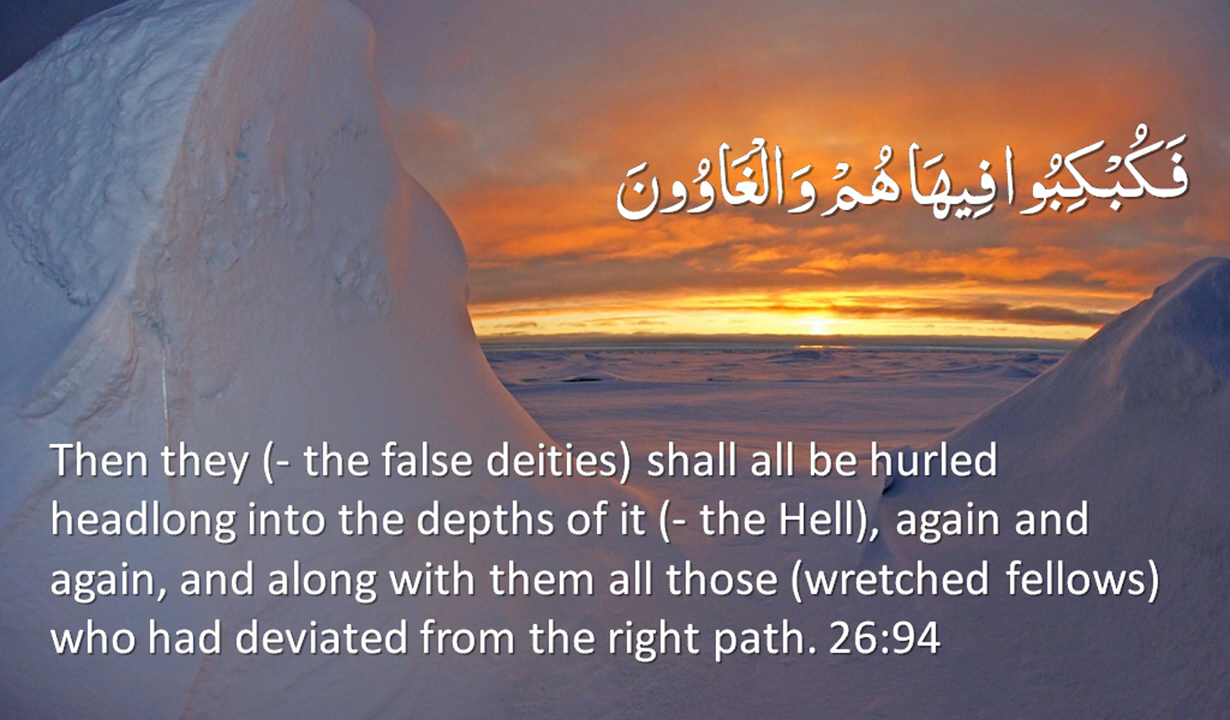 فَكُبْكِبُوا فِيهَا هُمْ وَالْغَاوُونَ
Then they (- the false deities) shall all be hurled
headlong into the depths of it (- the Hell), again and
again, and along with them all those (wretched fellows)
who had deviated from the right path. 26:94